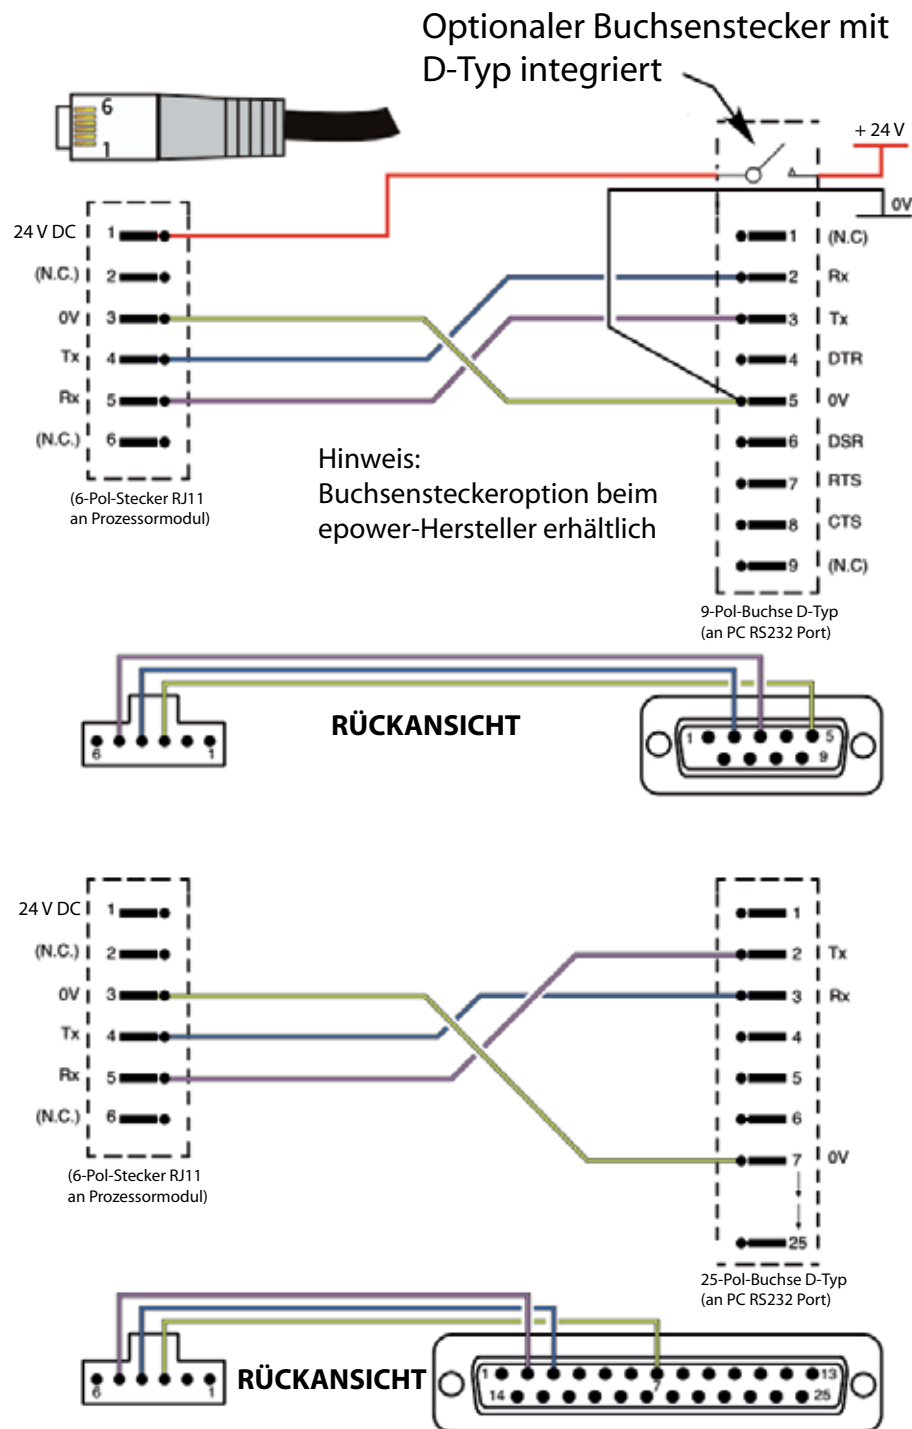 Optionaler Buchsenstecker mit
D-Typ integriert
6
1
+ 24 V
0V
24 V DC 1
(N.C.) 2
0V 3
Tx 4
Rx 5
(N.C.) 6
(6-Pol-Stecker RJ11
an Prozessormodul)
1 (N.C)
2 Rx
3 Tx
4 DTR
5 0V
6 DSR
7 RTS
8 CTS
9 (N.C)
9-Pol-Buchse D-Typ
(an PC RS232 Port)
Hinweis:
Buchsensteckeroption beim
epower-Hersteller erhältlich
6 1
RÜCKANSICHT
1 5
9
24 V DC 1
(N.C.) 2
0V 3
Tx 4
Rx 5
(N.C.) 6
(6-Pol-Stecker RJ11
an Prozessormodul)
1
2 Tx
3 Rx
4
5
6
7 0V
25
25-Pol-Buchse D-Typ
(an PC RS232 Port)
6 1
RÜCKANSICHT
1 7 13
14 25